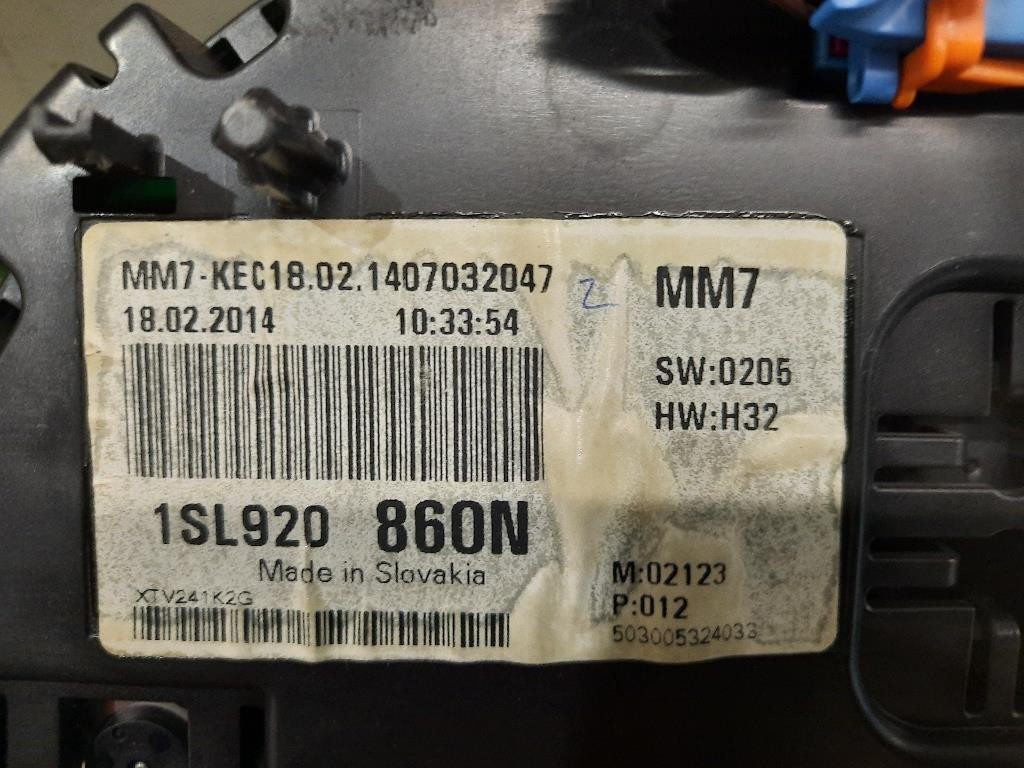 MM7-KEC18.02.1407032047
2
MM7
18.02.2014 10:33:54
SW:0205
HW:H32
1SL920 860N
Made in Slovakia
XTV241K2G
M:02123
P:012
503005324033